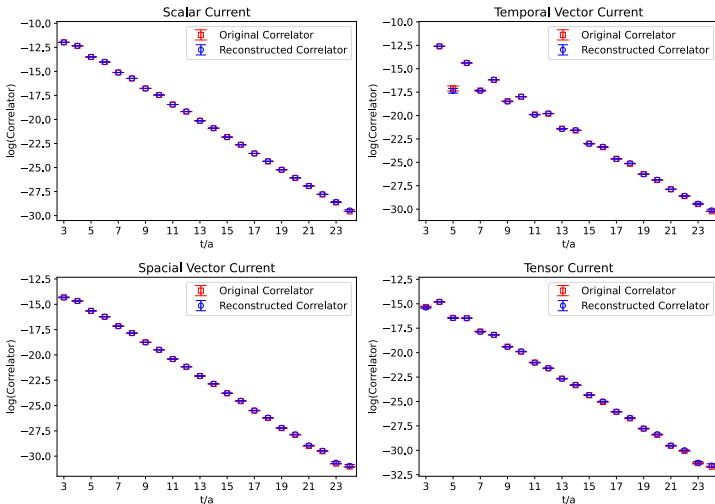 Scalar Current
−10.0
−12.5
−15.0
−17.5
−20.0
−22.5
−25.0
−27.5
−30.0
log(Correlator)
Original Correlator
Reconstructed Correlator
3 5 7 9 11 13 15 17 19 21 23
t/a
Temporal Vector Current
−10.0
−12.5
−15.0
−17.5
−20.0
−22.5
−25.0
−27.5
−30.0
log(Correlator)
Original Correlator
Reconstructed Correlator
3 5 7 9 11 13 15 17 19 21 23
t/a
Spacial Vector Current
−12.5
−15.0
−17.5
−20.0
−22.5
−25.0
−27.5
−30.0
log(Correlator)
Original Correlator
Reconstructed Correlator
3 5 7 9 11 13 15 17 19 21 23
t/a
Tensor Current
−12.5
−15.0
−17.5
−20.0
−22.5
−25.0
−27.5
−30.0
−32.5
log(Correlator)
Original Correlator
Reconstructed Correlator
3 5 7 9 11 13 15 17 19 21 23
t/a